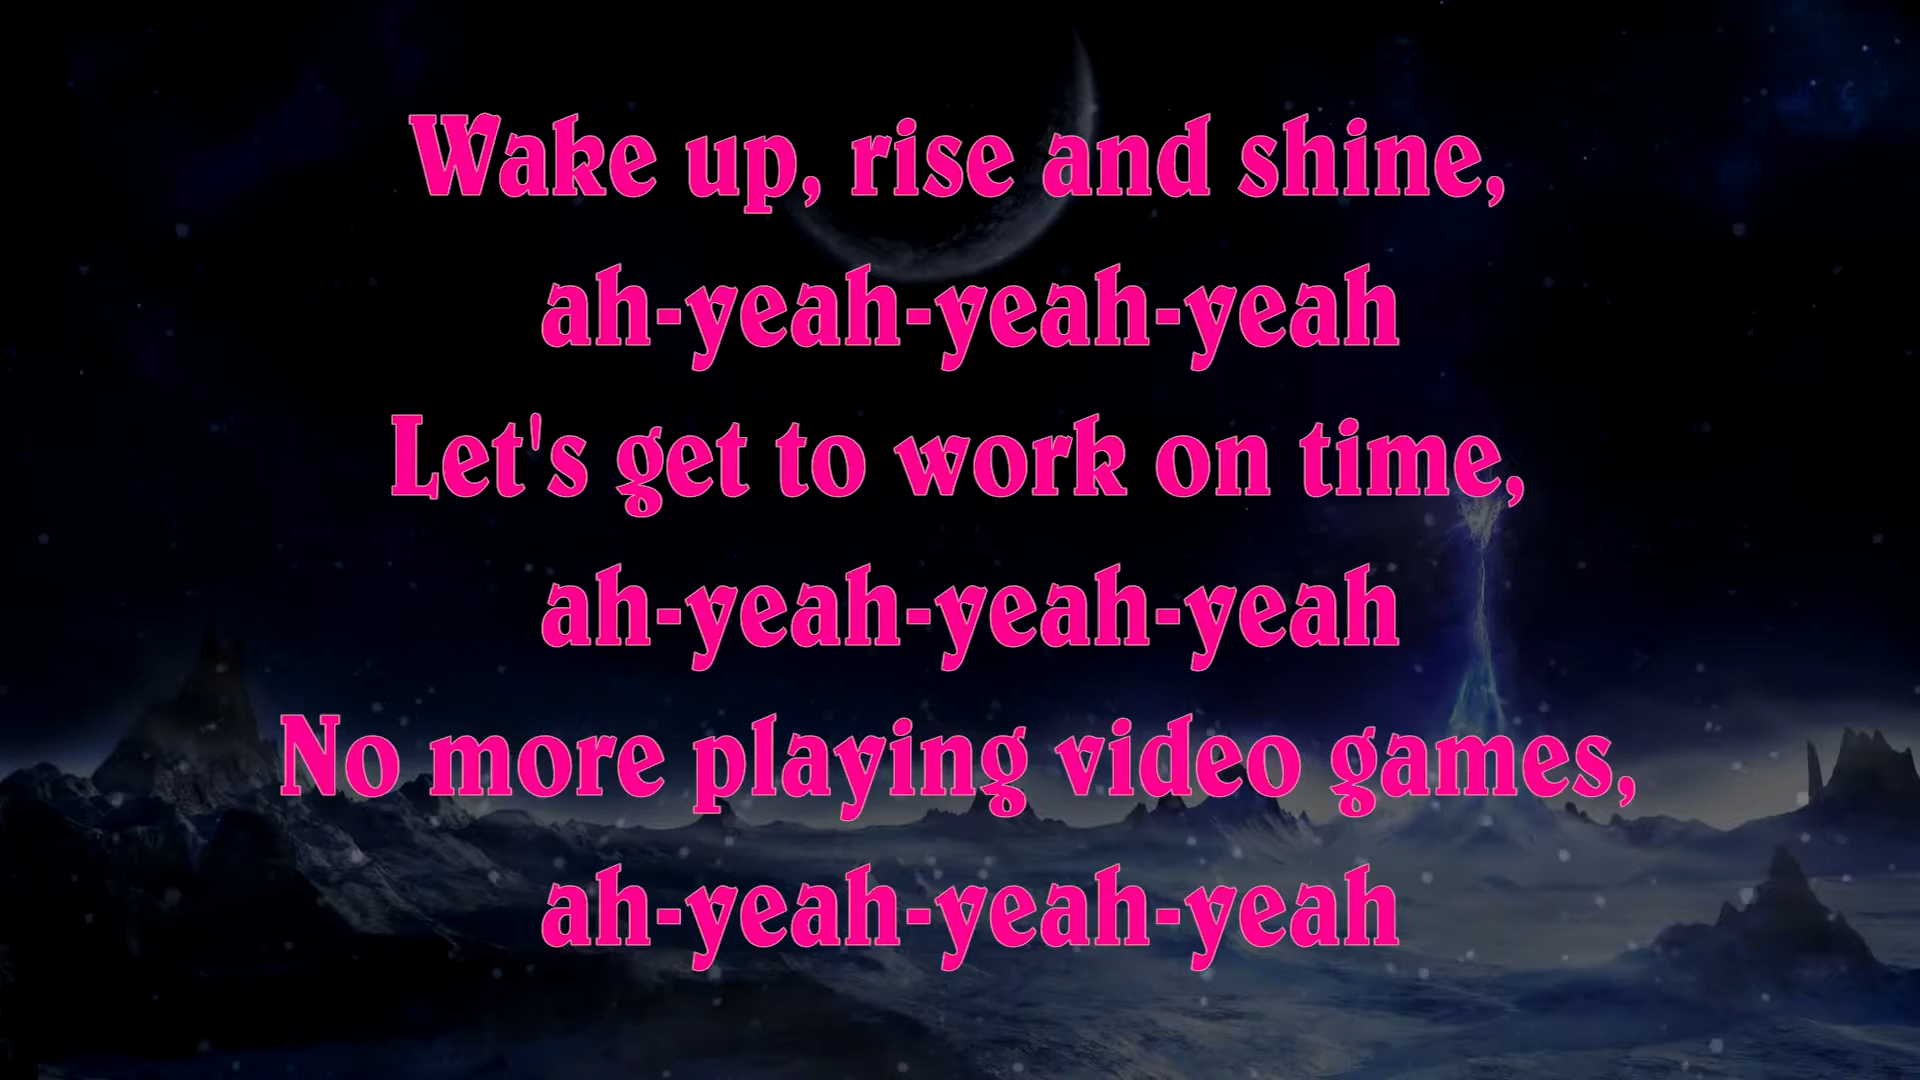 Wake up, rise and shine,
ah-yeah-yeah-yeah
Let's get to work on time,
ah-yeah-yeah-yeah
No more playing video games,
ah-yeah-yeah-yeah